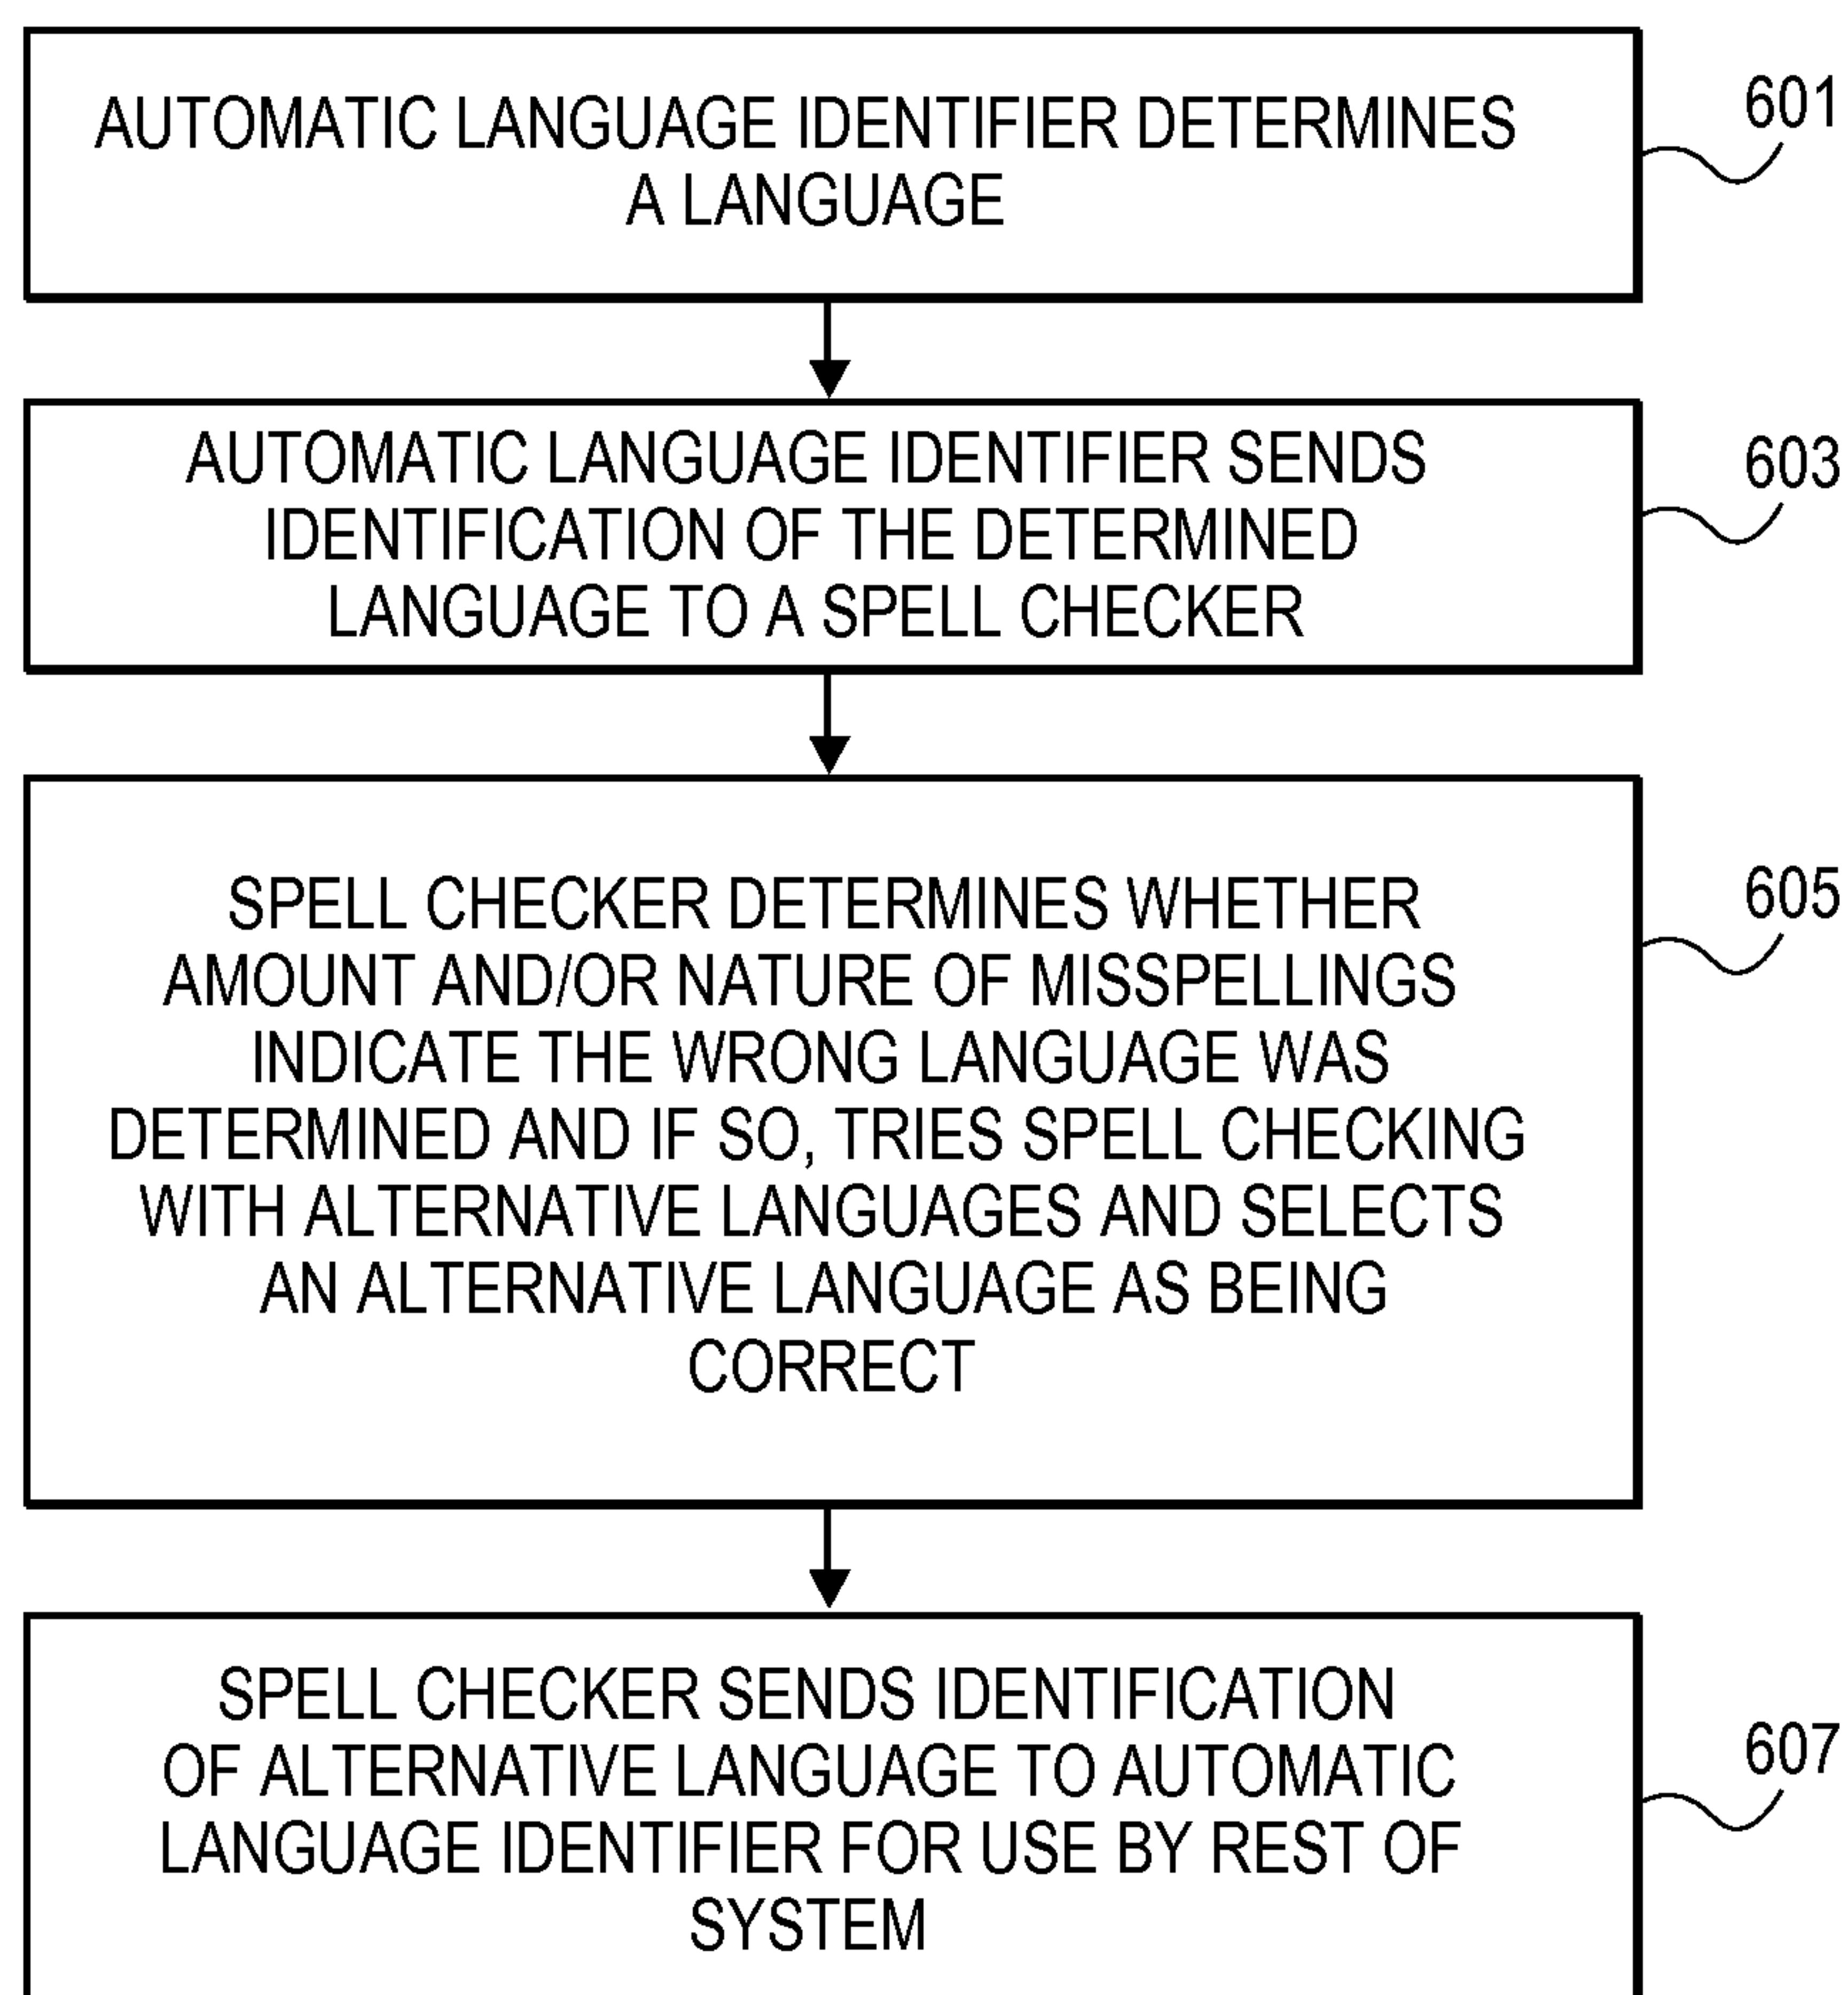 AUTOMATIC LANGUAGE IDENTIFIER DETERMINES
A LANGUAGE
601
AUTOMATIC LANGUAGE IDENTIFIER SENDS
IDENTIFICATION OF THE DETERMINED
LANGUAGE TO A SPELL CHECKER
603
SPELL CHECKER DETERMINES WHETHER
AMOUNT AND/OR NATURE OF MISSPELLINGS
INDICATE THE WRONG LANGUAGE WAS
DETERMINED AND IF SO, TRIES SPELL CHECKING
WITH ALTERNATIVE LANGUAGES AND SELECTS
AN ALTERNATIVE LANGUAGE AS BEING
CORRECT
605
SPELL CHECKER SENDS IDENTIFICATION
OF ALTERNATIVE LANGUAGE TO AUTOMATIC
LANGUAGE IDENTIFIER FOR USE BY REST OF
SYSTEM
607